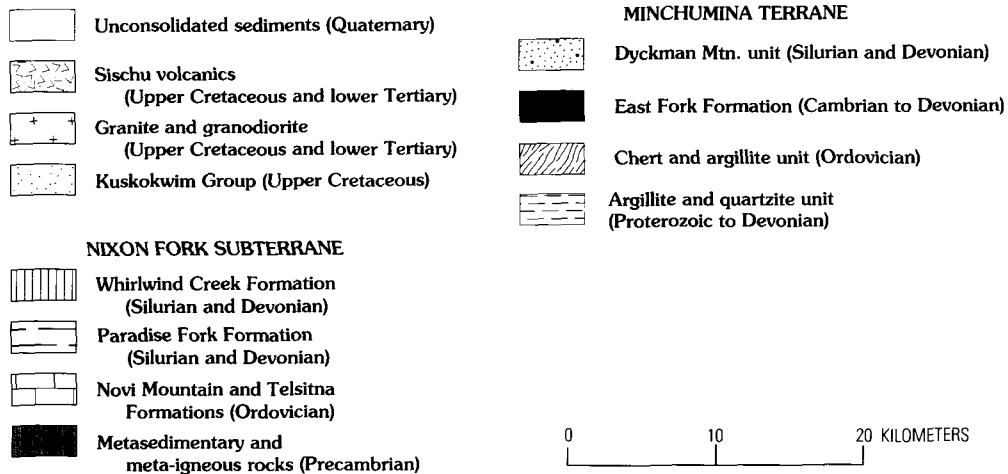 Unconsolidated sediments (Quaternary)
Sischu volcanics
(Upper Cretaceous and lower Tertiary)
Granite and granodiorite
(Upper Cretaceous and lower Tertiary)
Kuskokwim Group (Upper Cretaceous)
NIXON FORK SUBTERRANE
Whirlwind Creek Formation
(Silurian and Devonian)
Paradise Fork Formation
(Silurian and Devonian)
Novi Mountain and Telsitna
Formations (Ordovician)
Metasedimentary and
meta-igneous rocks (Precambrian)
MINCHUMINA TERRANE
Dyckman Mtn. unit (Silurian and Devonian)
East Fork Formation (Cambrian to Devonian)
Chert and argillite unit (Ordovician)
Argillite and quartzite unit
(Proterozoic to Devonian)
0 10 20 KILOMETERS